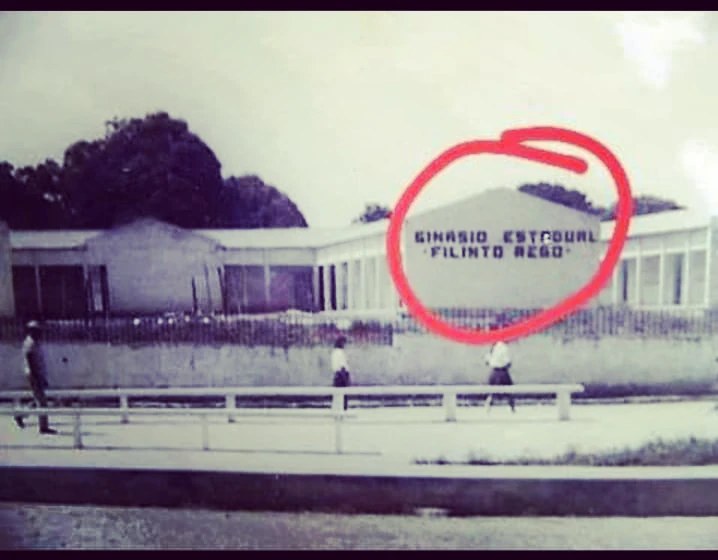 GINASIO ESTADUAL
-FILINTO REGO-